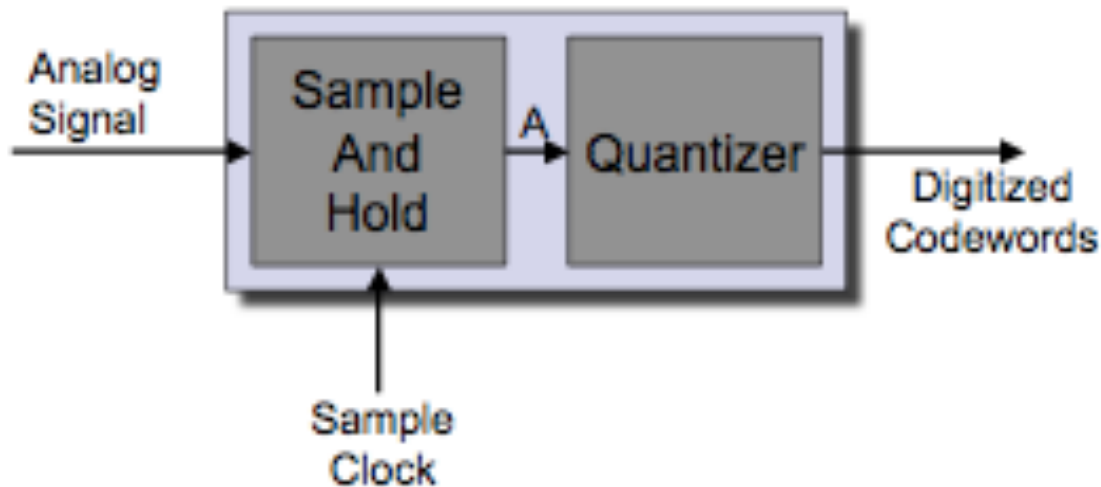 Analog
Signal
Sample
And
Hold
A
Quantizer
Digitized
Codewords
Sample
Clock